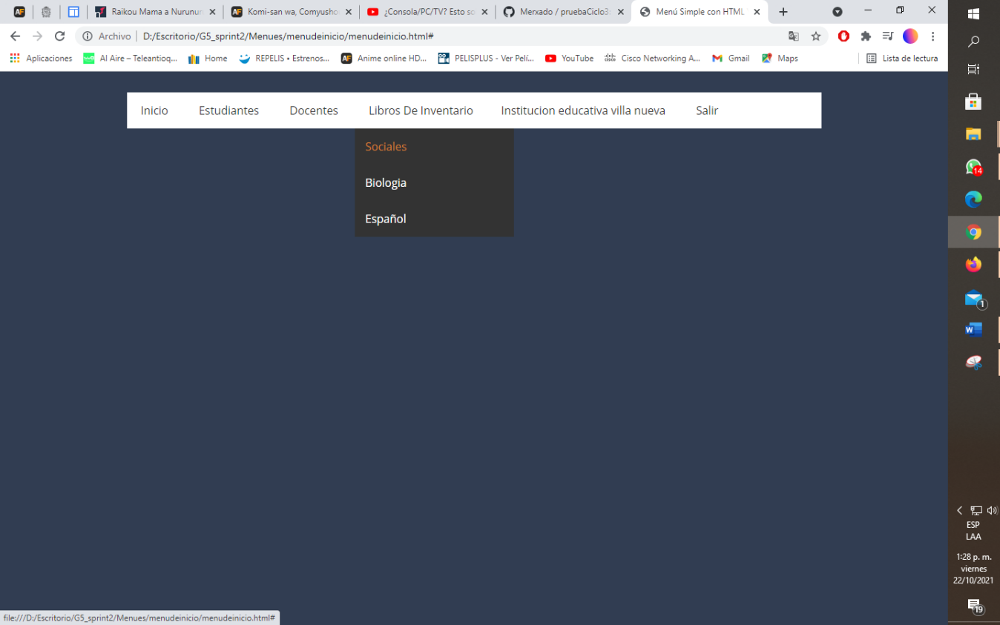 Raikou Mama a Nurunur
Komi-san wa, Comyusho
¿Consola/PC/TV? Esto so
Merxado / pruebaCiclo3
Menú Simple con HTML
Archivo D:/Escritorio/G5_sprint2/Menues/menudeinicio/menudeinicio.html#
Aplicaciones Al Aire – Teleantioq... Home REPELIS • Estrenos... Anime online HD... PELISPLUS - Ver Pelí... YouTube Cisco Networking A... Gmail Maps Lista de lectura
Inicio Estudiantes Docentes Libros De Inventario Institucion educativa villa nueva Salir
Sociales
Biologia
Español
file:///D:/Escritorio/G5_sprint2/Menues/menudeinicio/menudeinicio.html#
14
1
ESP
LAA
1:28 p. m.
viernes
22/10/2021
19